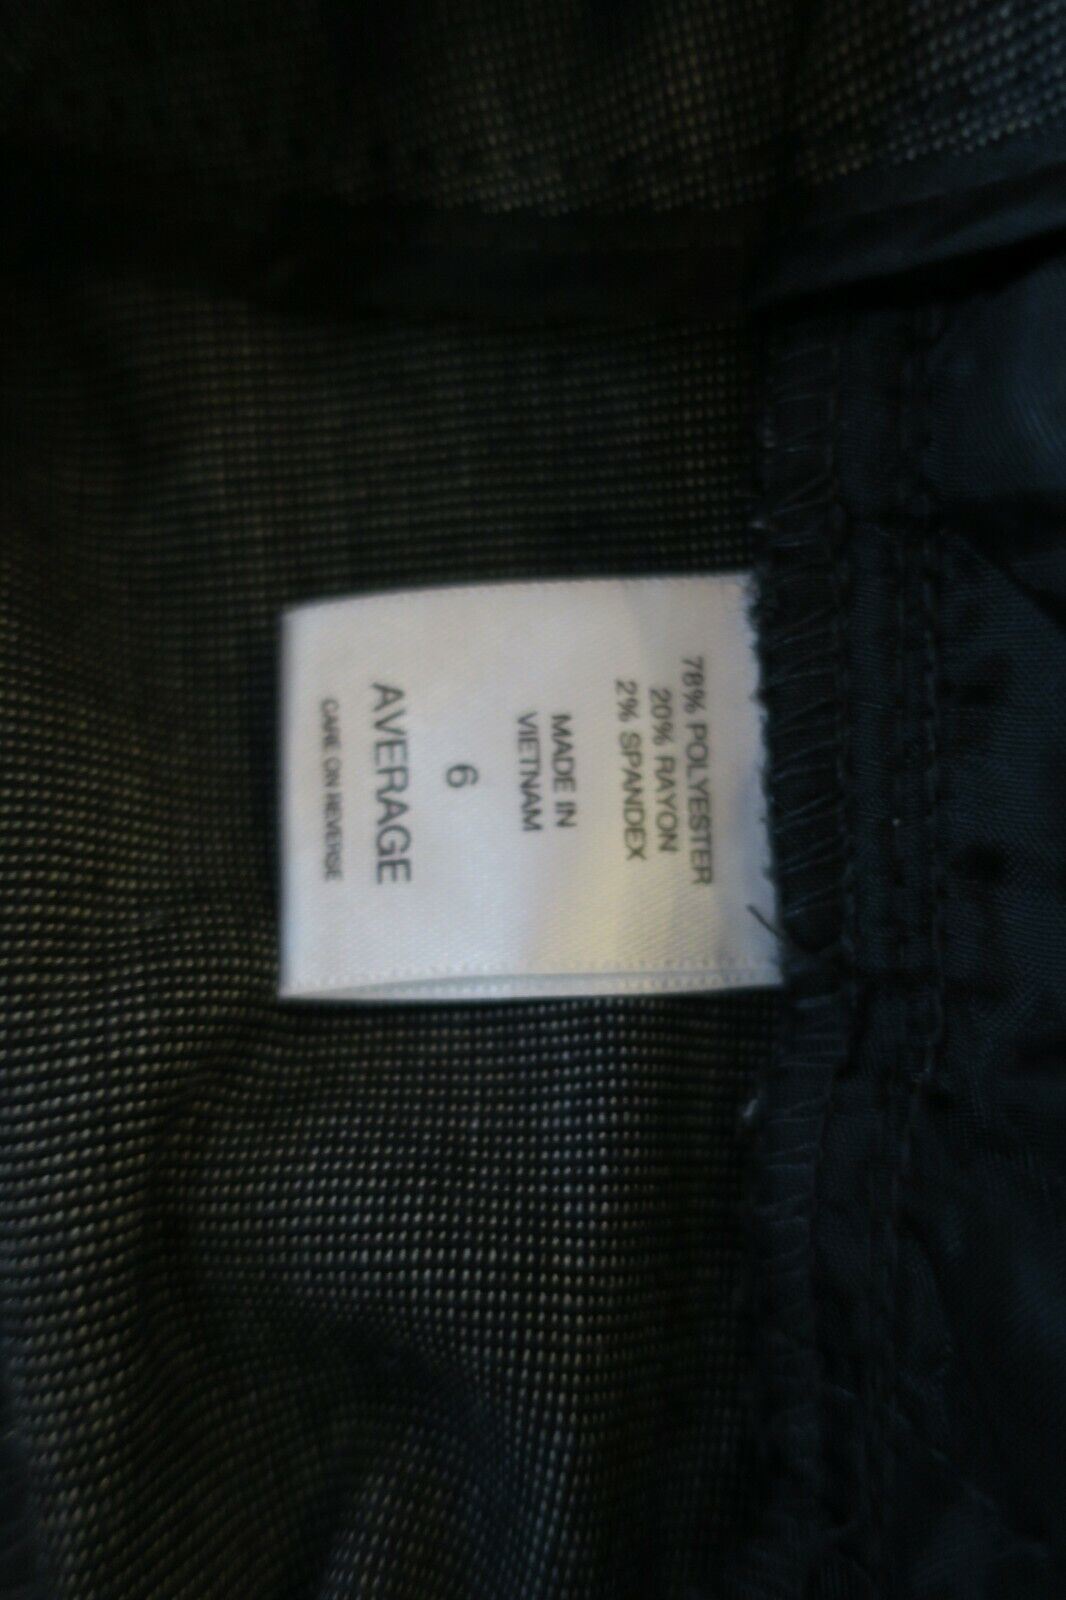 78% POLYESTER
20% RAYON
2% SPANDEX
MADE IN
VIETNAM
6
AVERAGE
CARE ON REVERSE